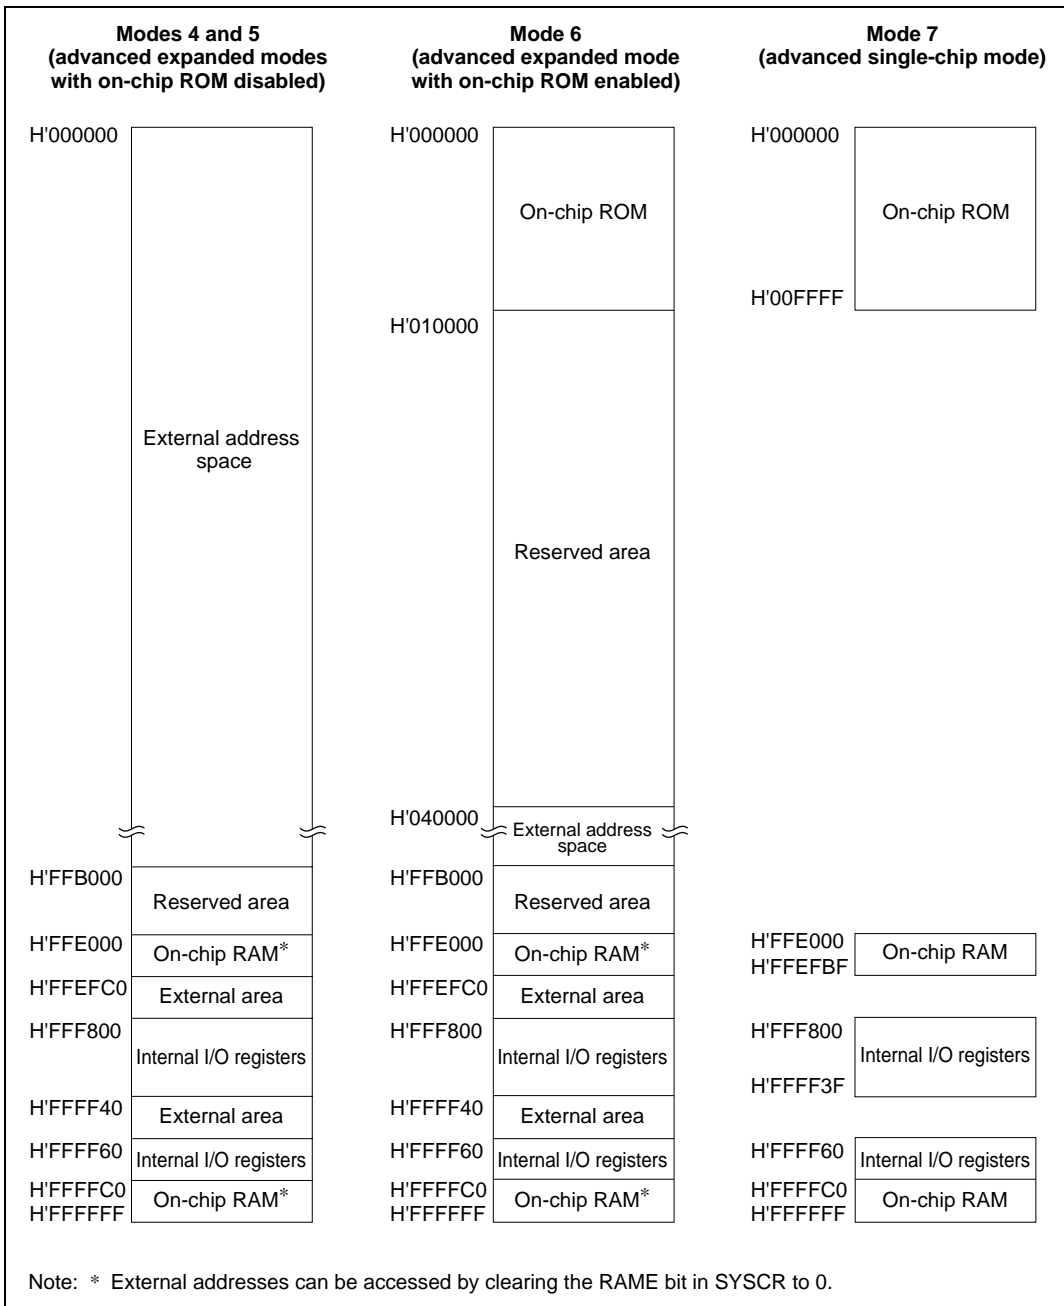 Modes 4 and 5
(advanced expanded modes
with on-chip ROM disabled)
H'000000
External address
space
H'FFB000
Reserved area
H'FFE000
On-chip RAM*
H'FFEFC0
External area
H'FFF800
Internal I/O registers
H'FFFF40
External area
H'FFFF60
Internal I/O registers
H'FFFFC0
On-chip RAM*
H'FFFFFF
Mode 6
(advanced expanded mode
with on-chip ROM enabled)
H'000000
On-chip ROM
H'010000
Reserved area
H'040000
External address
space
H'FFB000
Reserved area
H'FFE000
On-chip RAM*
H'FFEFC0
External area
H'FFF800
Internal I/O registers
H'FFFF40
External area
H'FFFF60
Internal I/O registers
H'FFFFC0
On-chip RAM*
H'FFFFFF
Mode 7
(advanced single-chip mode)
H'000000
On-chip ROM
H'00FFFF
H'FFE000
On-chip RAM
H'FFEFBF
H'FFF800
Internal I/O registers
H'FFFF3F
H'FFFF60
Internal I/O registers
H'FFFFC0
On-chip RAM
H'FFFFFF
Note: * External addresses can be accessed by clearing the RAME bit in SYSCR to 0.